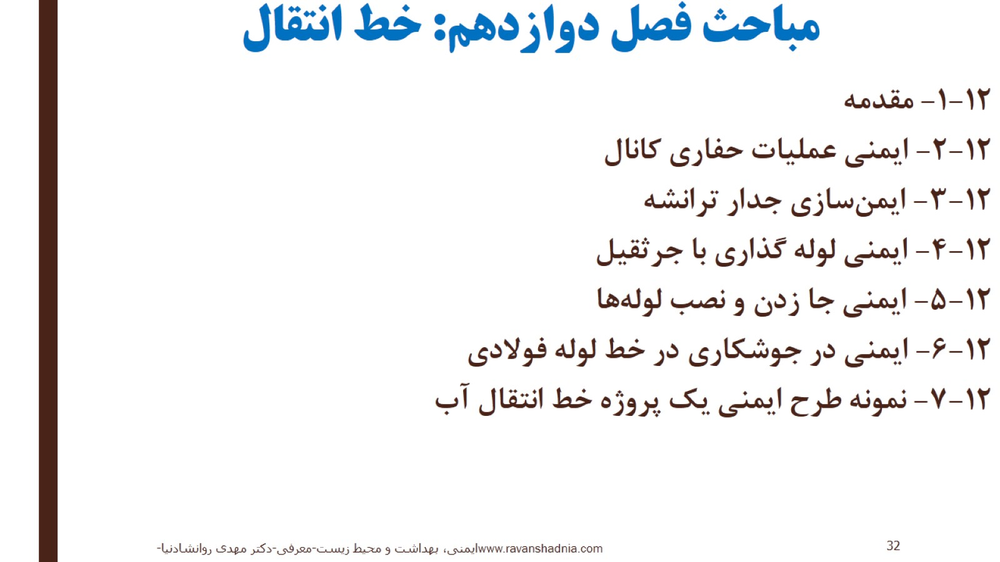 مباحث فصل دوازدهم: خط انتقال
۱۲-۱- مقدمه
۱۲-۲- ایمنی عملیات حفاری کانال
۱۲-۳- ایمن‌سازی جدار ترانشه
۱۲-۴- ایمنی لوله گذاری با جرثقیل
۱۲-۵- ایمنی جا زدن و نصب لوله‌ها
۱۲-۶- ایمنی در جوشکاری در خط لوله فولادی
۱۲-۷- نمونه طرح ایمنی یک پروژه خط انتقال آب
www.ravanshadnia.comایمنی، بهداشت و محیط زیست-معرفی-دکتر مهدی روانشادنیا-
32